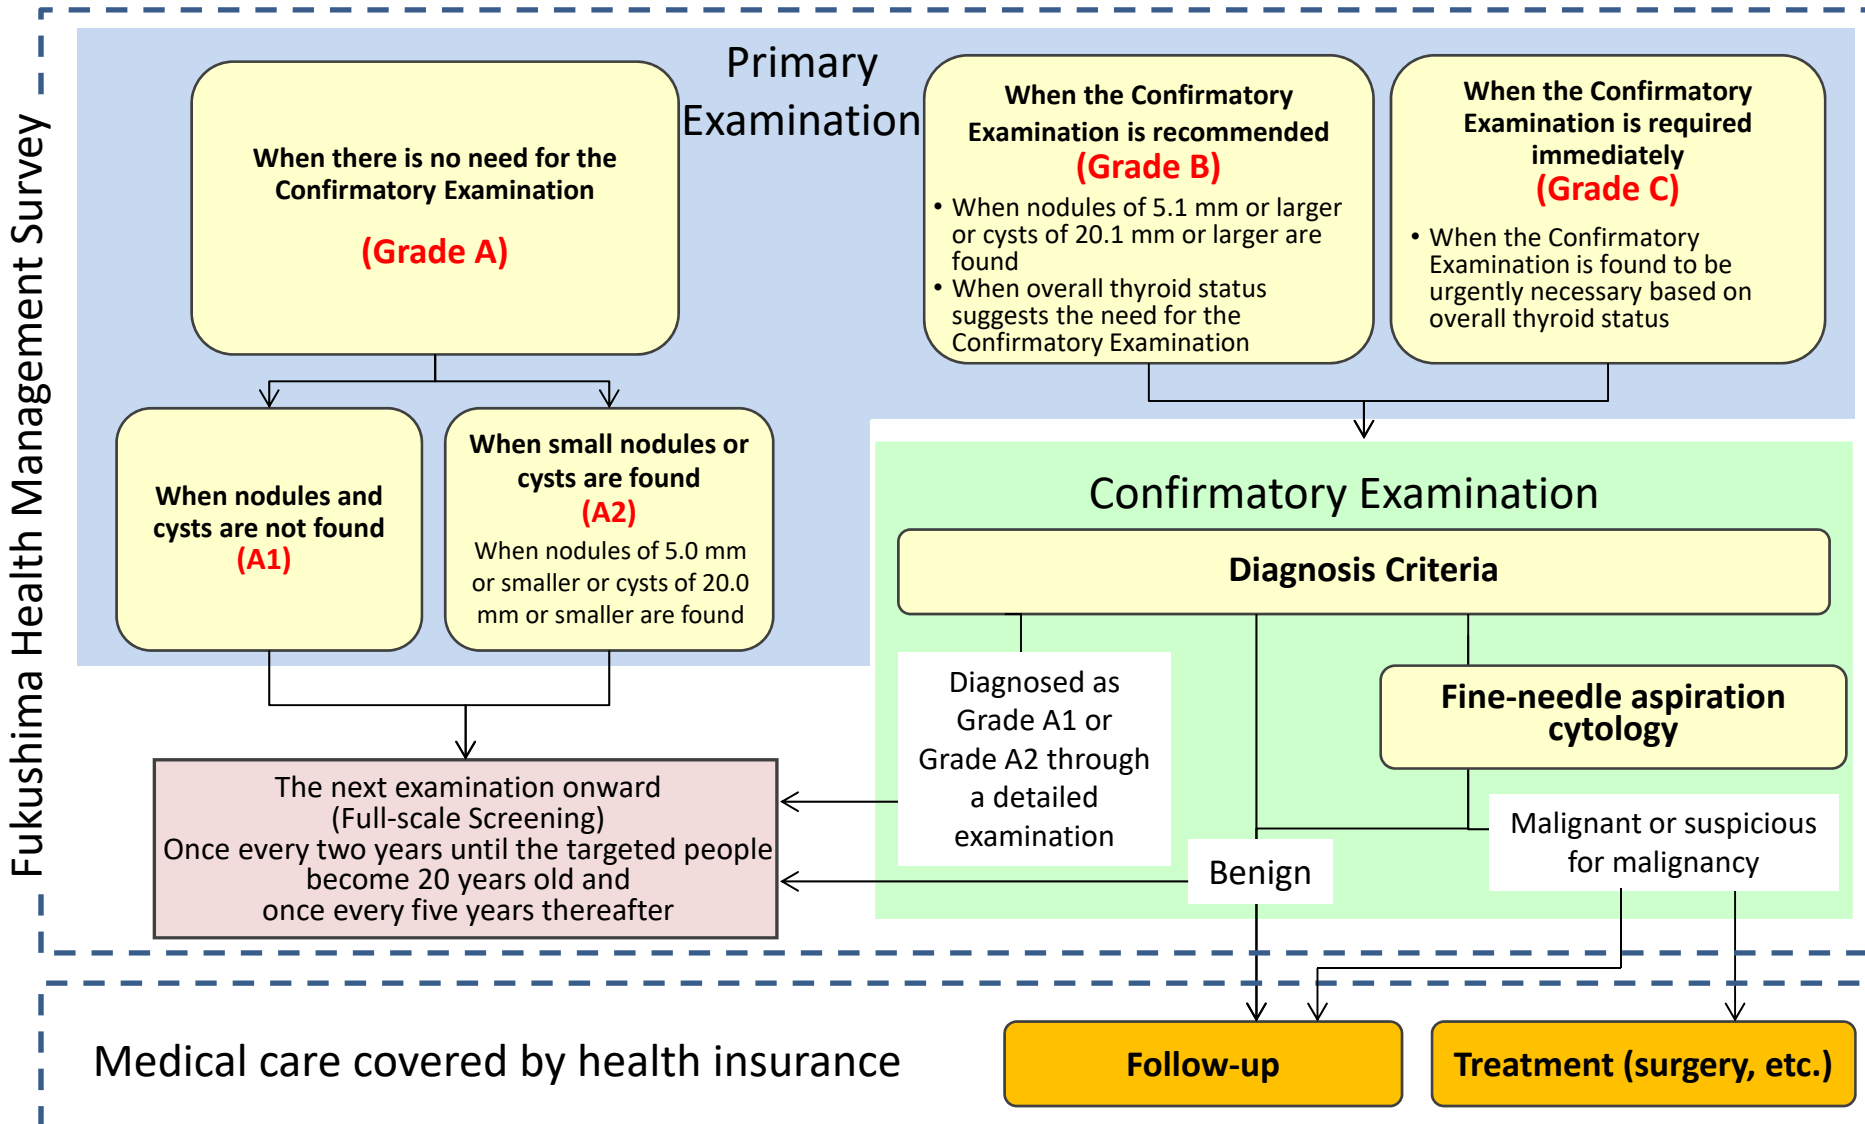 Fukushima Health Management Survey
Primary
Examination
When there is no need for the
Confirmatory Examination
(Grade A)
When the Confirmatory
Examination is recommended
(Grade B)
• When nodules of 5.1 mm or larger
or cysts of 20.1 mm or larger are
found
• When overall thyroid status
suggests the need for the
Confirmatory Examination
When the Confirmatory
Examination is required
immediately
(Grade C)
• When the Confirmatory
Examination is found to be
urgently necessary based on
overall thyroid status
When nodules and
cysts are not found
(A1)
When small nodules or
cysts are found
(A2)
When nodules of 5.0 mm
or smaller or cysts of 20.0
mm or smaller are found
Confirmatory Examination
Diagnosis Criteria
Diagnosed as
Grade A1 or
Grade A2 through
a detailed
examination
Fine-needle aspiration
cytology
The next examination onward
(Full-scale Screening)
Once every two years until the targeted people
become 20 years old and
once every five years thereafter
Benign
Malignant or suspicious
for malignancy
Medical care covered by health insurance
Follow-up
Treatment (surgery, etc.)